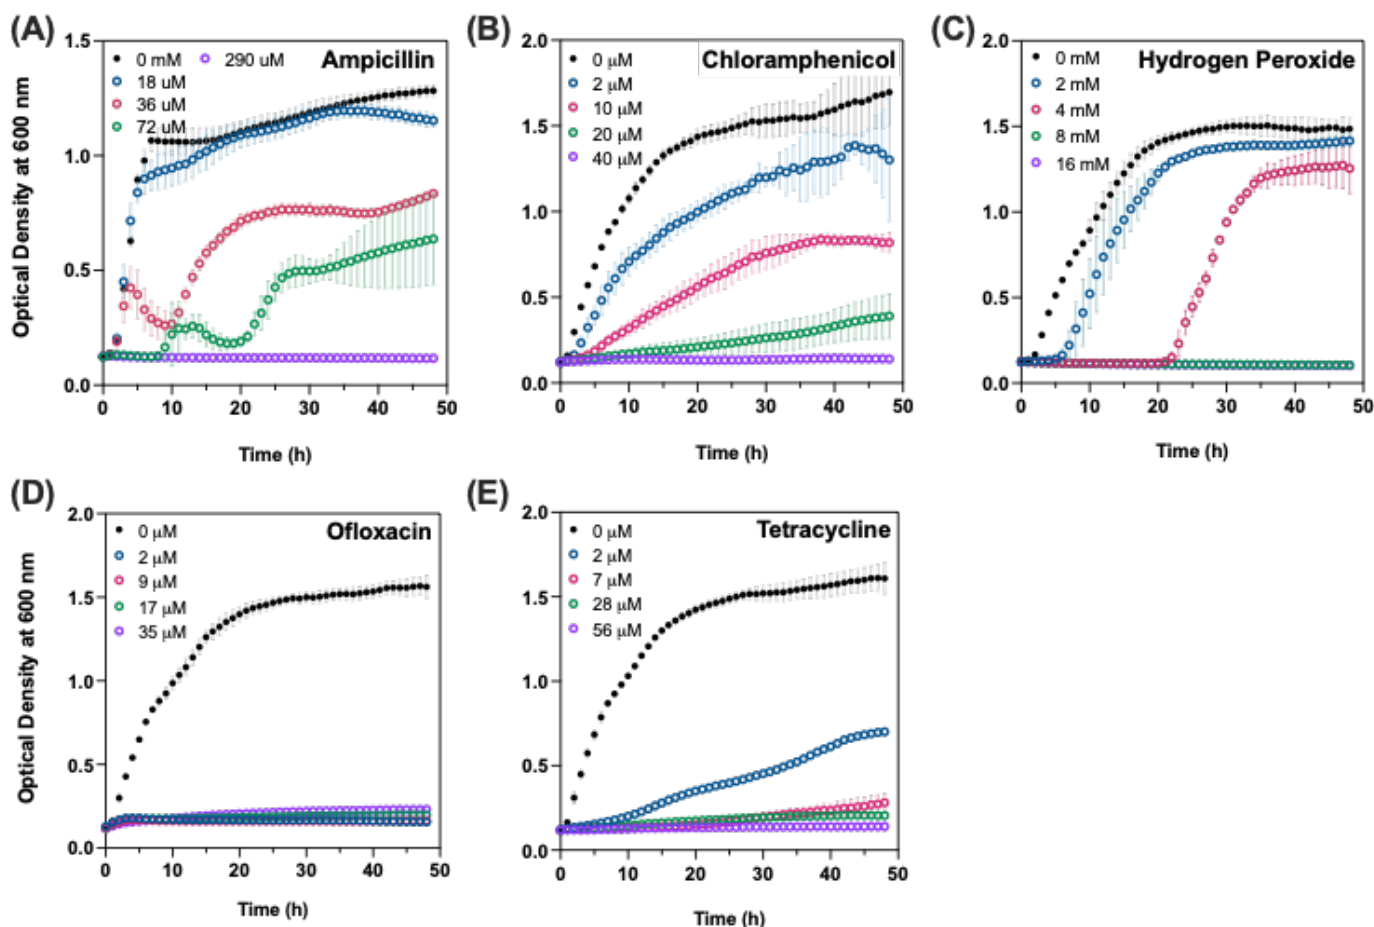 (A)
Ampicillin
0 mM
290 uM
18 uM
36 uM
72 uM
1.5
1.0
0.5
0.0
0 10 20 30 40 50
Optical Density at 600 nm
Time (h)
(B)
Chloramphenicol
0 μM
2 μM
10 μM
20 μM
40 μM
2.0
1.5
1.0
0.5
0.0
0 10 20 30 40 50
Time (h)
(C)
Hydrogen Peroxide
0 mM
2 mM
4 mM
8 mM
16 mM
2.0
1.5
1.0
0.5
0.0
0 10 20 30 40 50
Time (h)
(D)
Ofloxacin
0 μM
2 μM
9 μM
17 μM
35 μM
2.0
1.5
1.0
0.5
0.0
0 10 20 30 40 50
Optical Density at 600 nm
Time (h)
(E)
Tetracycline
0 μM
2 μM
7 μM
28 μM
56 μM
2.0
1.5
1.0
0.5
0.0
0 10 20 30 40 50
Time (h)